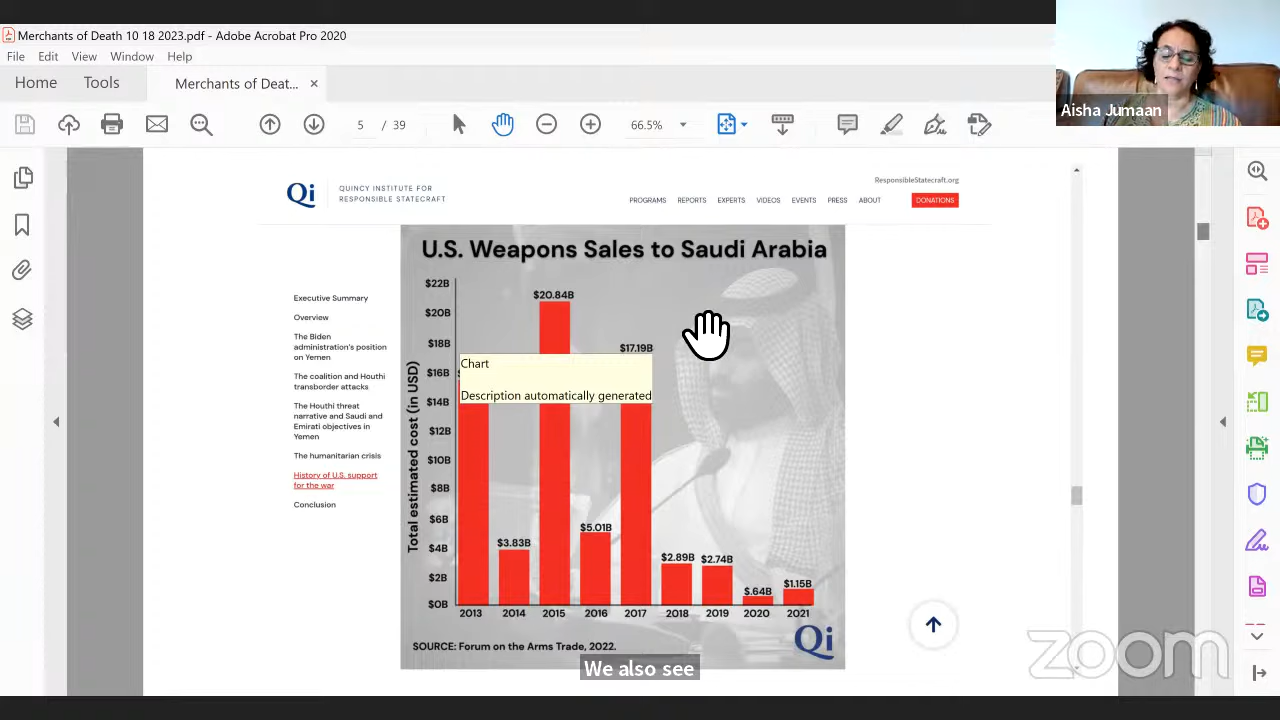 Merchants of Death 10 18 2023.pdf - Adobe Acrobat Pro 2020
File Edit View Window Help
Home Tools Merchants of Deat... ×
5 / 39 66.5%
Aisha Jumaan
Qi QUINCY INSTITUTE FOR
RESPONSIBLE STATECRAFT
ResponsibleStatecraft.org
PROGRAMS REPORTS EXPERTS VIDEOS EVENTS PRESS ABOUT DONATIONS
Executive Summary
Overview
The Biden
administration's position
on Yemen
The coalition and Houthi
transborder attacks
The Houthi threat
narrative and Saudi and
Emirati objectives in
Yemen
The humanitarian crisis
History of U.S. support
for the war
Conclusion
U.S. Weapons Sales to Saudi Arabia
Total estimated cost (in USD)
$22B
$20B
$18B
$16B
$14B
$12B
$10B
$8B
$6B
$4B
$2B
$0B
$3.83B
$20.84B
$5.01B
$17.19B
$2.89B
$2.74B
$.64B
$1.15B
Chart
Description automatically generated
2013 2014 2015 2016 2017 2018 2019 2020 2021
SOURCE: Forum on the Arms Trade, 2022.
Qi
We also see
zoom